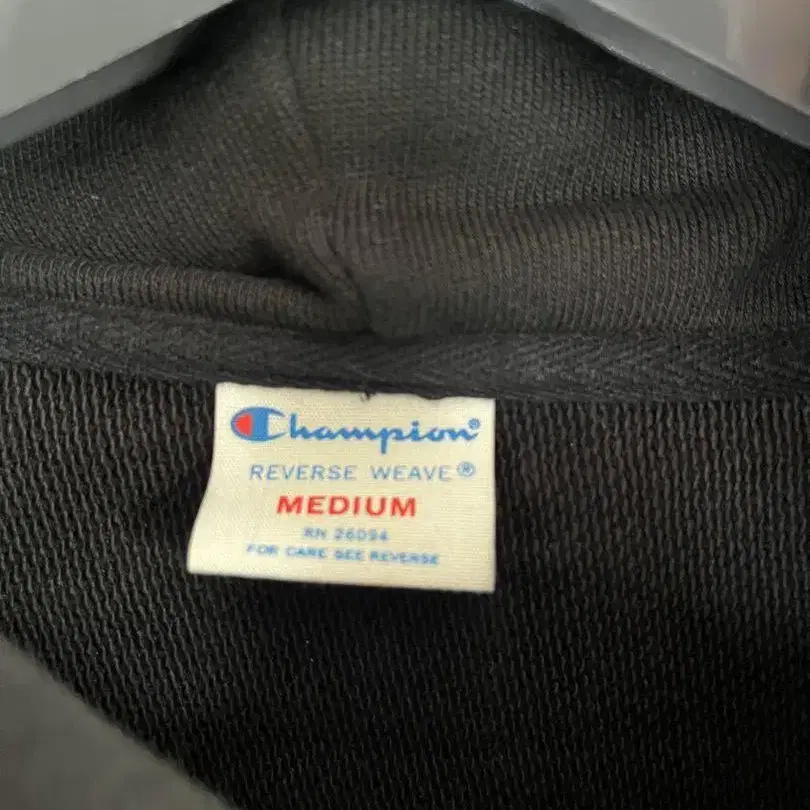 Champion®
REVERSE WEAVE®
MEDIUM
RN 26094
FOR CARE SEE REVERSE